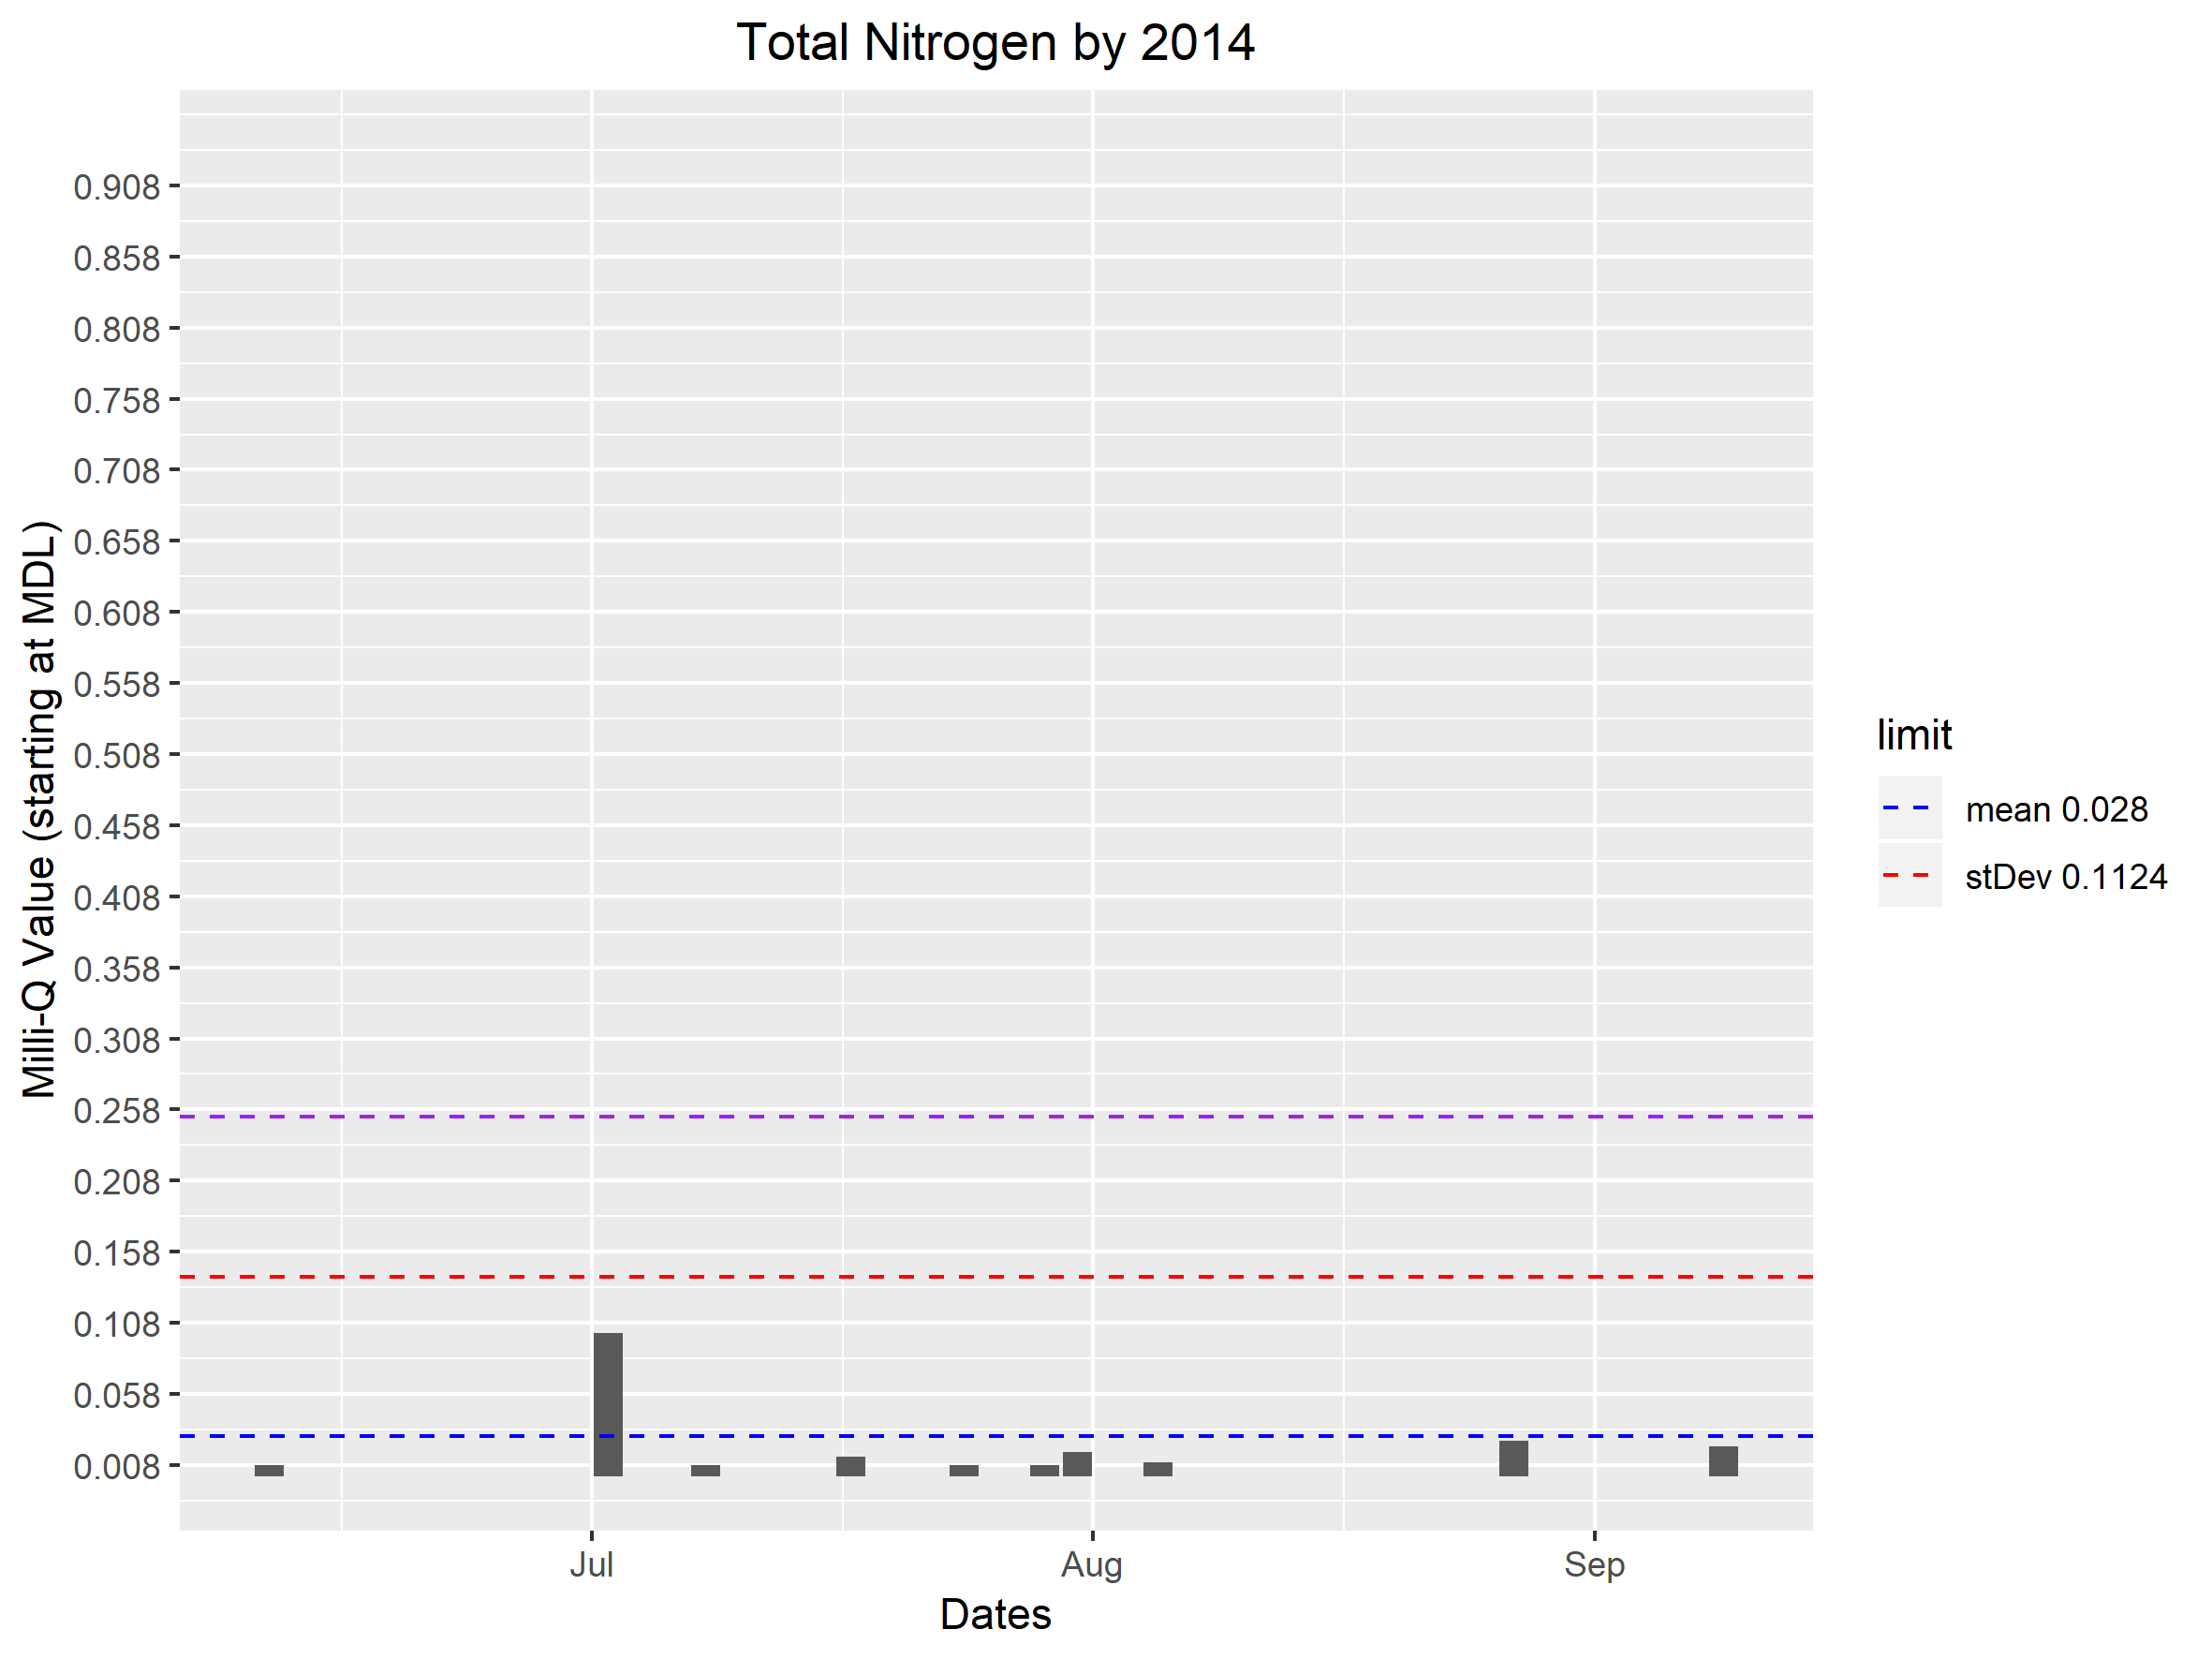 Total Nitrogen by 2014
Milli-Q Value (starting at MDL)
0.908
0.858
0.808
0.758
0.708
0.658
0.608
0.558
0.508
0.458
0.408
0.358
0.308
0.258
0.208
0.158
0.108
0.058
0.008
Jul Aug Sep
Dates
limit
mean 0.028
stDev 0.1124